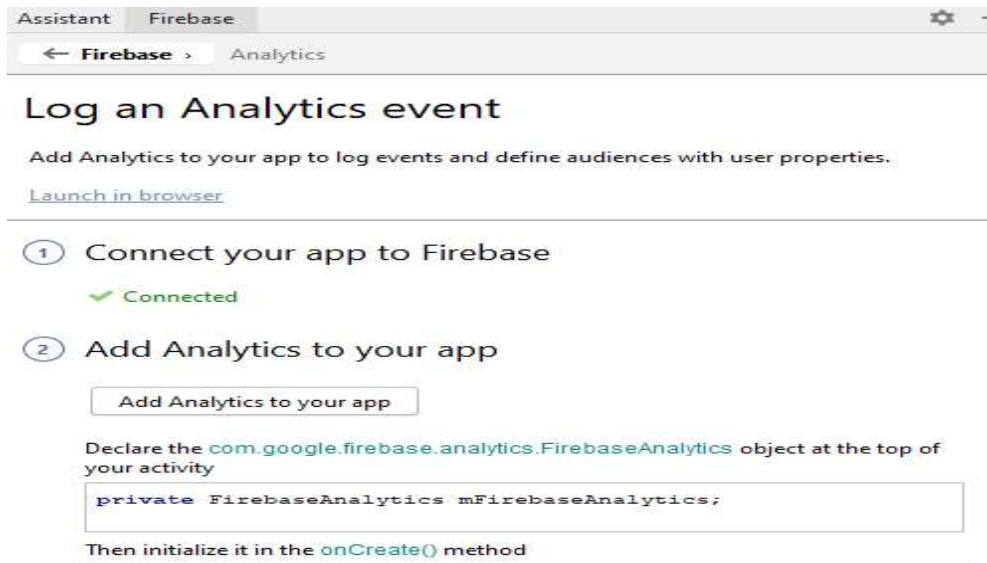 Assistant Firebase
← Firebase › Analytics
Log an Analytics event
Add Analytics to your app to log events and define audiences with user properties.
Launch in browser
1 Connect your app to Firebase
Connected
2 Add Analytics to your app
Add Analytics to your app
Declare the com.google.firebase.analytics.FirebaseAnalytics object at the top of
your activity
private FirebaseAnalytics mFirebaseAnalytics;
Then initialize it in the onCreate() method